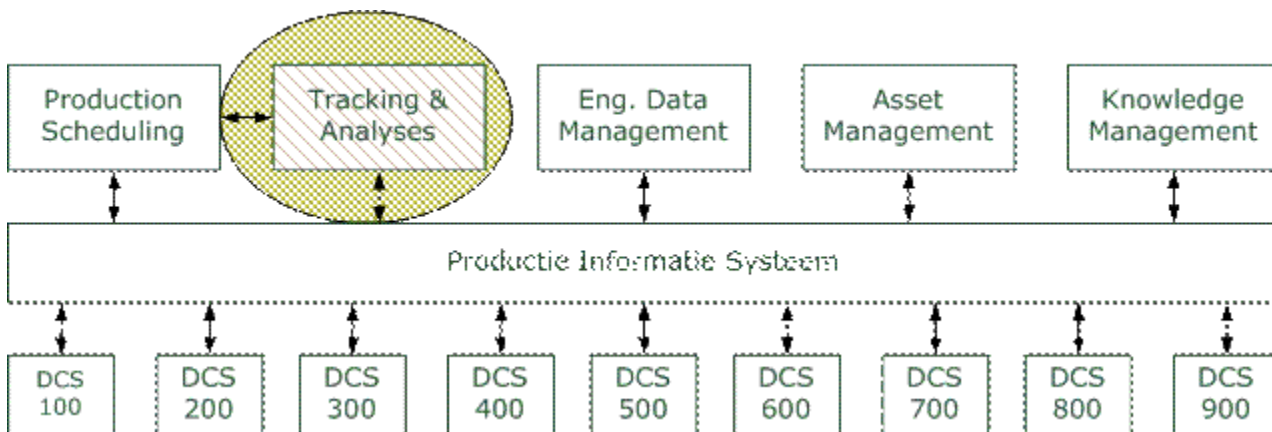 Production
Scheduling
Tracking &
Analyses
Eng. Data
Management
Asset
Management
Knowledge
Management
Productie Informatie Systeem
DCS
100
DCS
200
DCS
300
DCS
400
DCS
500
DCS
600
DCS
700
DCS
800
DCS
900